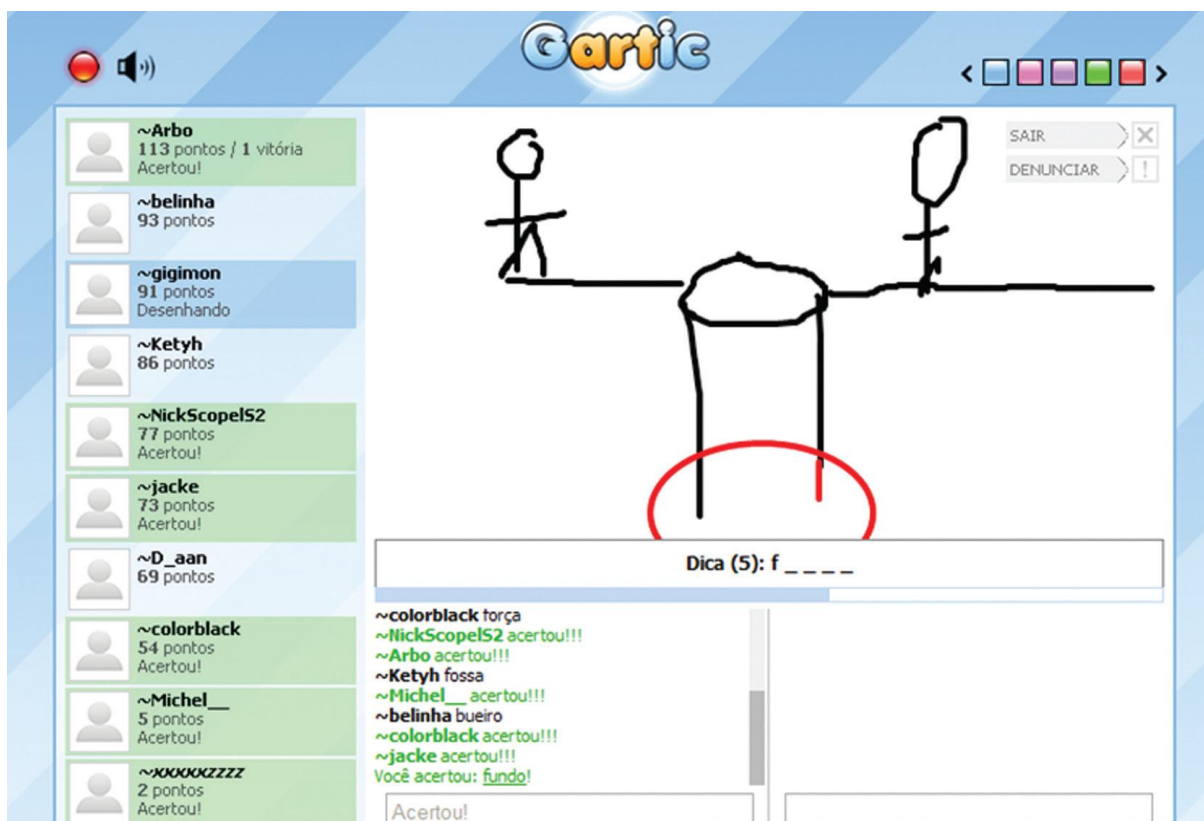 Gartic
SAIR
DENUNCIAR
~Arbo
113 pontos / 1 vitória
Acertou!
~belinha
93 pontos
~gigimon
91 pontos
Desenhando
~Ketyh
86 pontos
~NickScopelS2
77 pontos
Acertou!
~jacke
73 pontos
Acertou!
~D_aan
69 pontos
~colorblack
54 pontos
Acertou!
~Michel__
5 pontos
Acertou!
~xxxxxzzzz
2 pontos
Acertou!
Dica (5): f _ _ _ _
~colorblack força
~NickScopelS2 acertou!!!
~Arbo acertou!!!
~Ketyh fossa
~Michel__ acertou!!!
~belinha bueiro
~colorblack acertou!!!
~jacke acertou!!!
Você acertou: fundo!
Acertou!